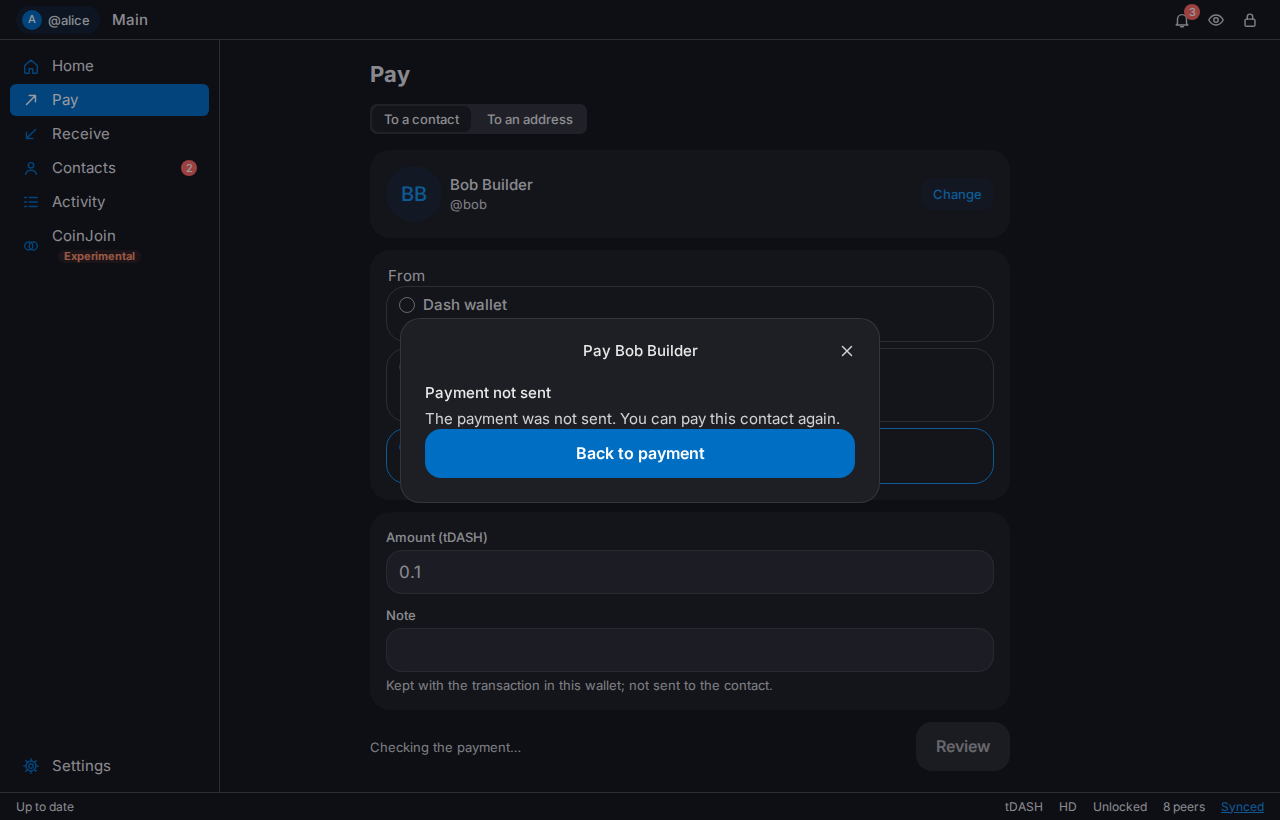 A @alice Main 3
Home
Pay
Receive
Contacts 2
Activity
CoinJoin
Experimental
Settings
Pay
To a contact To an address
BB Bob Builder
@bob
Change
From
Dash wallet
Pay Bob Builder
Payment not sent
The payment was not sent. You can pay this contact again.
Back to payment
Amount (tDASH)
0.1
Note
Kept with the transaction in this wallet; not sent to the contact.
Checking the payment...
Review
Up to date tDASH HD Unlocked 8 peers Synced